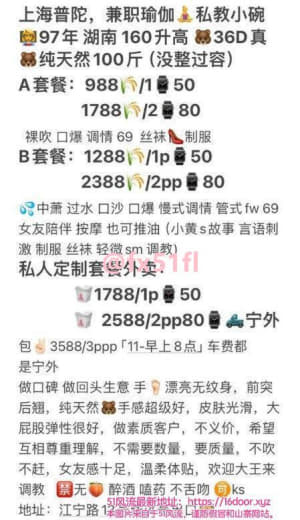 上海普陀，兼职瑜伽🧘私教小碗
👧97年 湖南 160升高 🐻36D真
🐻纯天然100斤（没整过容）
A套餐：988🌾/1⌚50
1788🌾/2⌚80
裸吹 口爆 调情 69 丝袜👠制服
B套餐：1288🌾/1p⌚50
2388🌾/2pp⌚80
💦中萧 过水 口沙 口爆 慢式调情 管式fw 69
女友陪伴 按摩 也可推油（小黄s故事 言语刺
激 制服 丝袜 轻微sm 调教）
私人定制套餐外卖：
@fx51fl
1788/1p⌚50
2588/2pp80⌚🛻宁外
包✌🏻3588/3ppp「11-早上8点」车费都
是宁外
做口碑 做回头生意 手👌🏻漂亮无纹身，前突
后翘，纯天然🐻手感超级好，皮肤光滑，大
屁股弹性很好，做素质客户，不义价，希望
互相尊重理解，不需要数量，要质量，不吹
不赶，女友感十足，温柔体贴，欢迎大王来
调教 🈲无🍑 醉酒 嗑药 不舌吻 🉑ks
51风流最新地址：https://16door.xyz
地址：江宁路
本图片来自于51风流，谨防假冒和山寨网站。